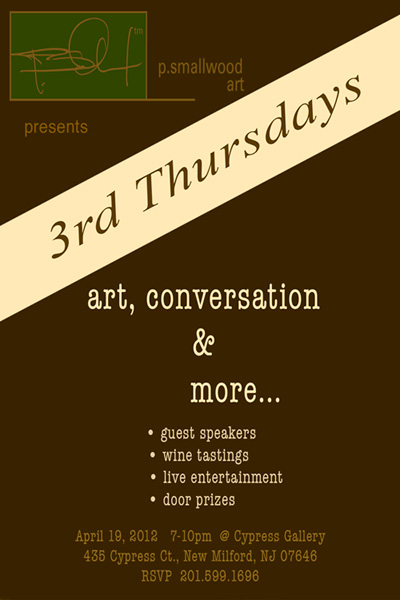 p.smallwood
art
presents
3rd Thursdays
art, conversation
&
more...
• guest speakers
• wine tastings
• live entertainment
• door prizes
April 19, 2012 7-10pm @ Cypress Gallery
435 Cypress Ct., New Milford, NJ 07646
RSVP 201.599.1696